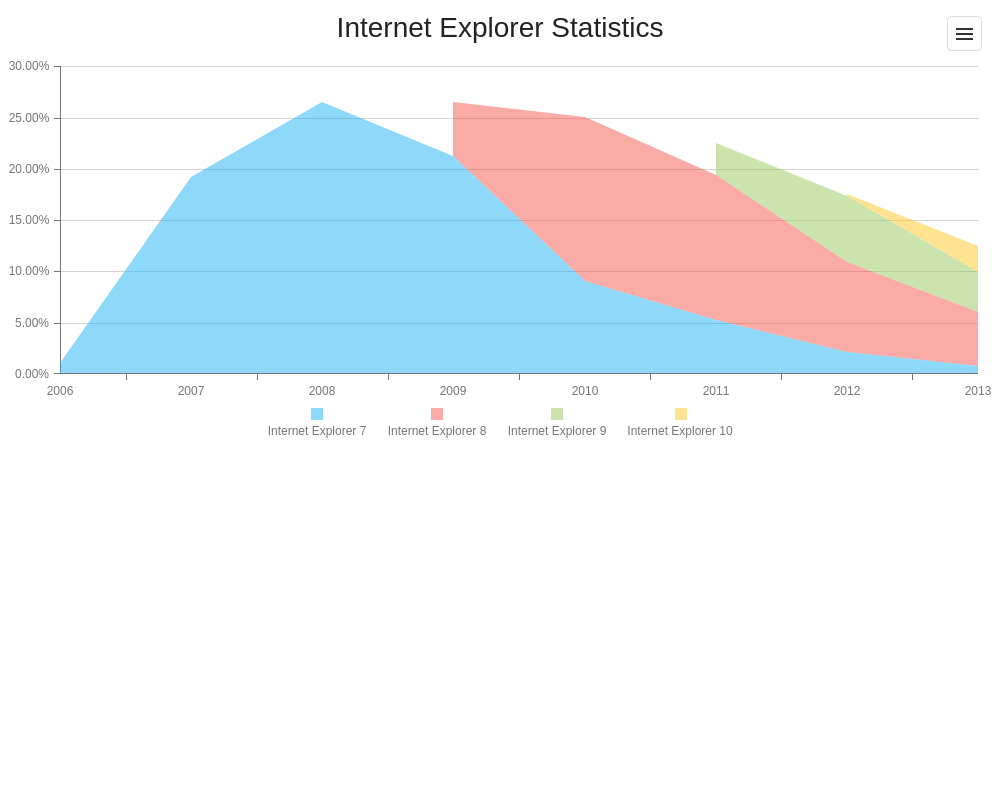 Internet Explorer Statistics
30.00%
25.00%
20.00%
15.00%
10.00%
5.00%
0.00%
2006 2007 2008 2009 2010 2011 2012 2013
Internet Explorer 7 Internet Explorer 8 Internet Explorer 9 Internet Explorer 10